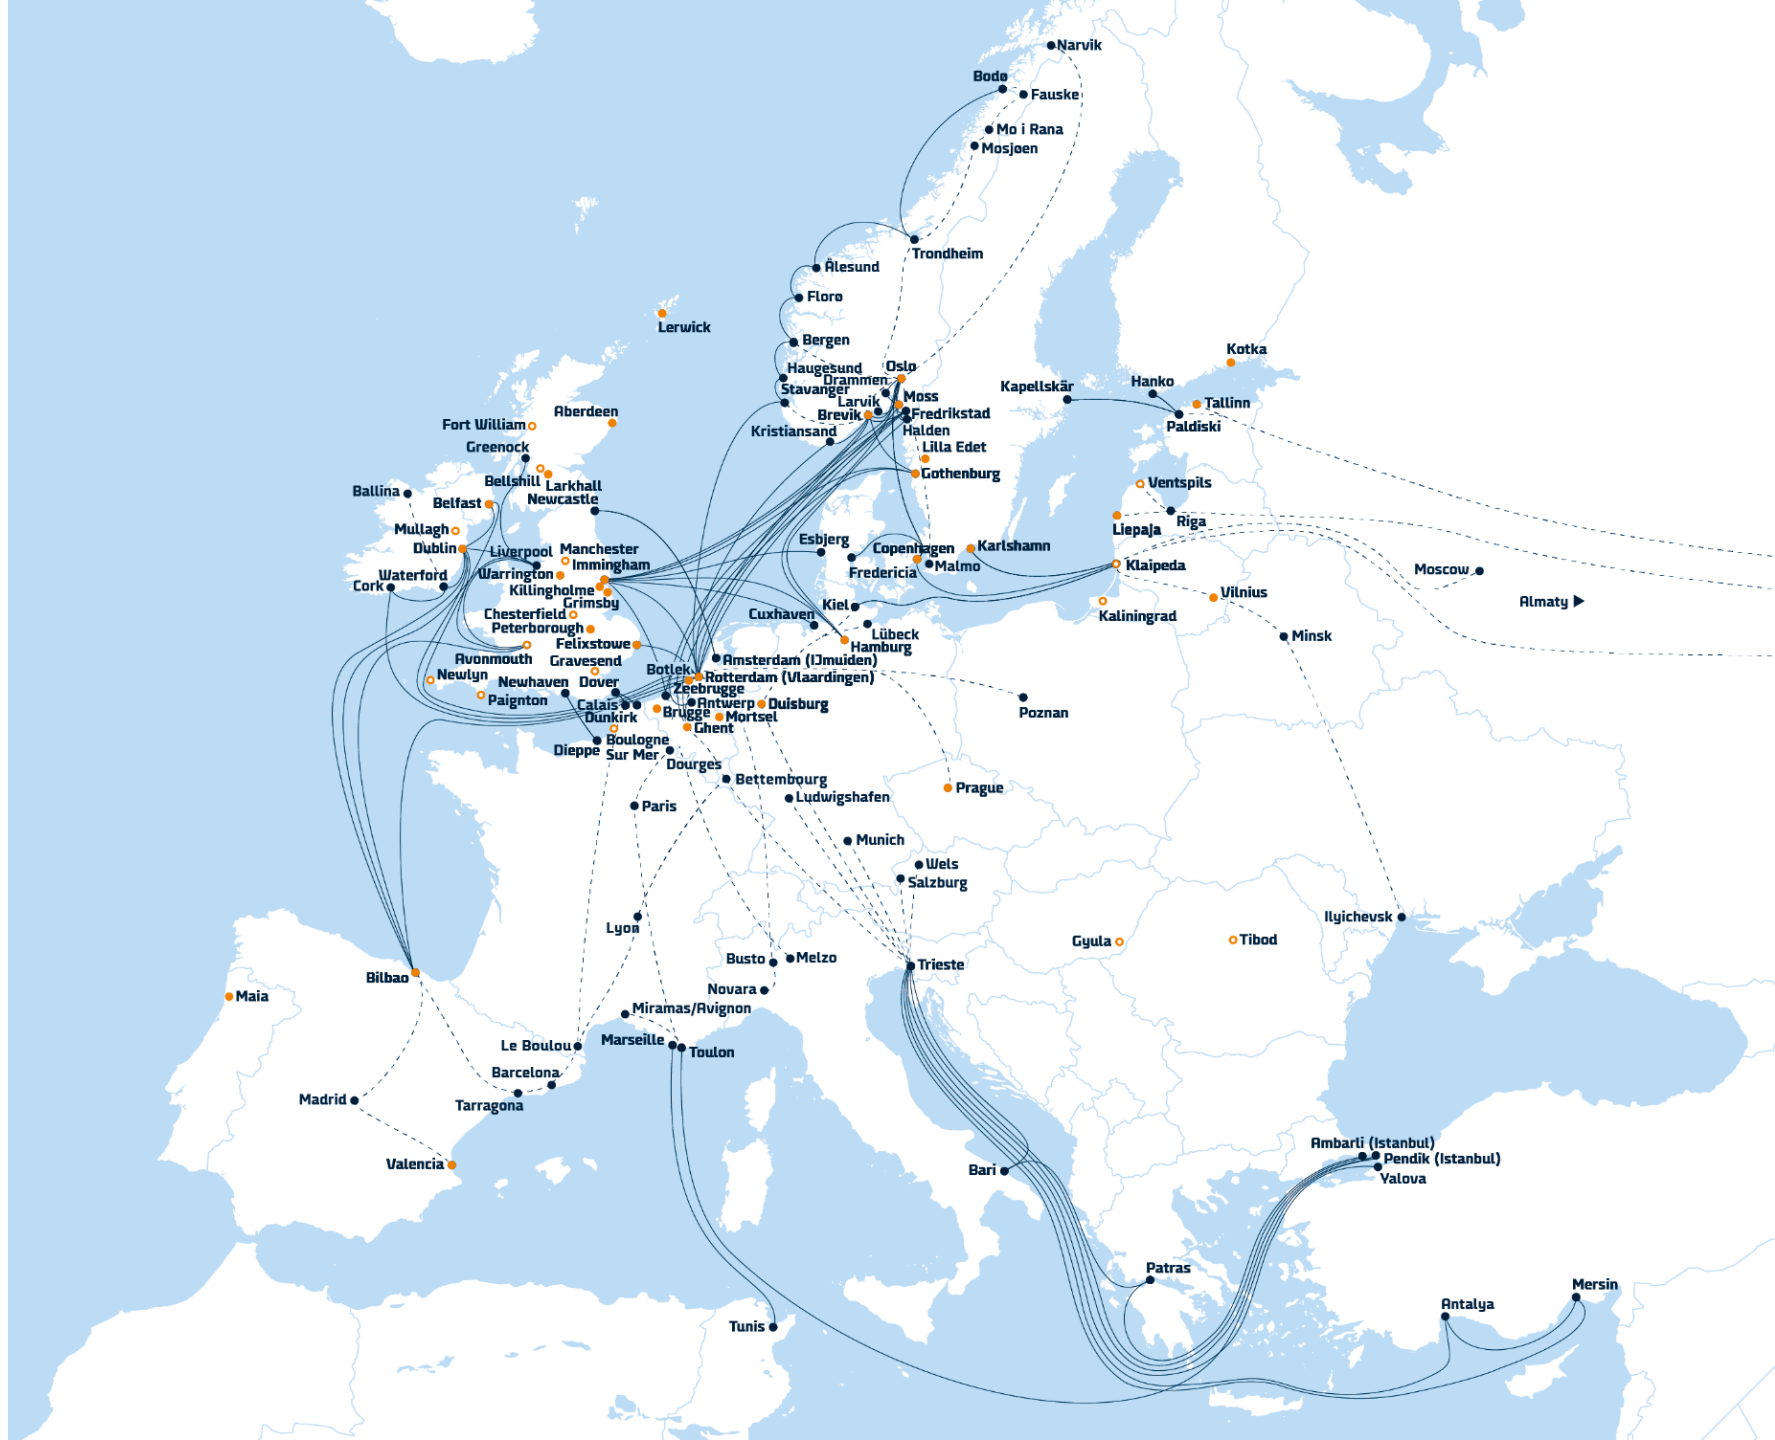 Narvik
Bodø
Fauske
Mo i Rana
Mosjøen
Trondheim
Ålesund
Florø
Lerwick
Bergen
Kotka
Haugesund
Oslo
Drammen
Stavanger
Kapellskär
Hanko
Larvik
Moss
Tallinn
Aberdeen
Brevik
Fredrikstad
Fort William
Kristiansand
Halden
Paldiski
Greenock
Lilla Edet
Bellshill
Larkhall
Gothenburg
Ballina
Newcastle
Ventspils
Belfast
Riga
Mullagh
Liepaja
Dublin
Liverpool
Manchester
Esbjerg
Copenhagen
Karlshamn
Immingham
Fredericia
Malmo
Klaipeda
Moscow
Waterford
Warrington
Cork
Killingholme
Vilnius
Almaty
Grimsby
Kiel
Kaliningrad
Chesterfield
Cuxhaven
Peterborough
Lübeck
Minsk
Felixstowe
Hamburg
Avonmouth
Gravesend
Amsterdam (IJmuiden)
Botlek
Newlyn
Newhaven
Dover
Rotterdam (Vlaardingen)
Zeebrugge
Paignton
Calais
Antwerp
Duisburg
Dunkirk
Brugge
Mortsel
Poznan
Ghent
Dieppe
Boulogne
Sur Mer
Dourges
Bettembourg
Prague
Ludwigshafen
Paris
Munich
Wels
Salzburg
Lyon
Ilyichevsk
Gyula
Tibod
Busto
Melzo
Trieste
Bilbao
Novara
Maia
Miramas/Avignon
Marseille
Le Boulou
Toulon
Barcelona
Madrid
Tarragona
Ambarli (Istanbul)
Pendik (Istanbul)
Valencia
Bari
Yalova
Patras
Mersin
Antalya
Tunis